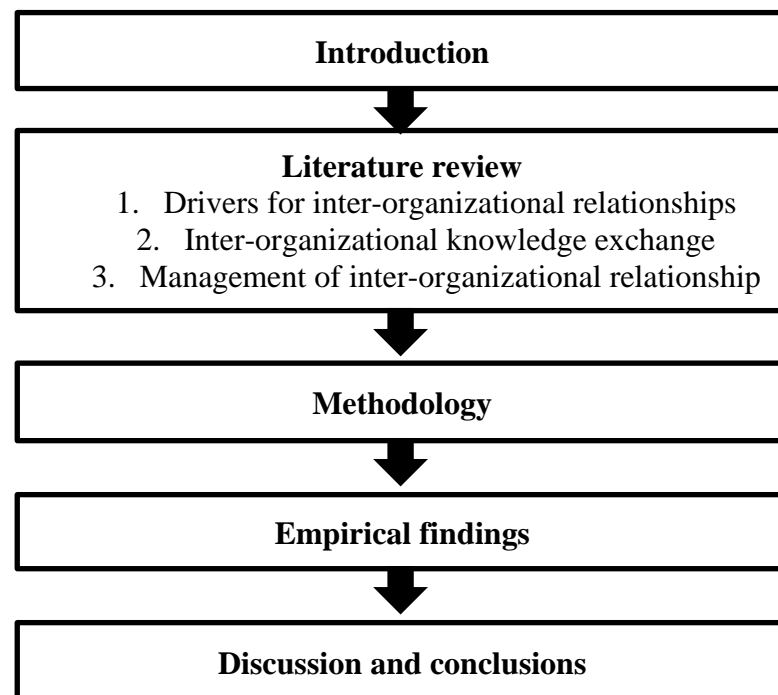 Introduction
Literature review
1. Drivers for inter-organizational relationships
2. Inter-organizational knowledge exchange
3. Management of inter-organizational relationship
Methodology
Empirical findings
Discussion and conclusions